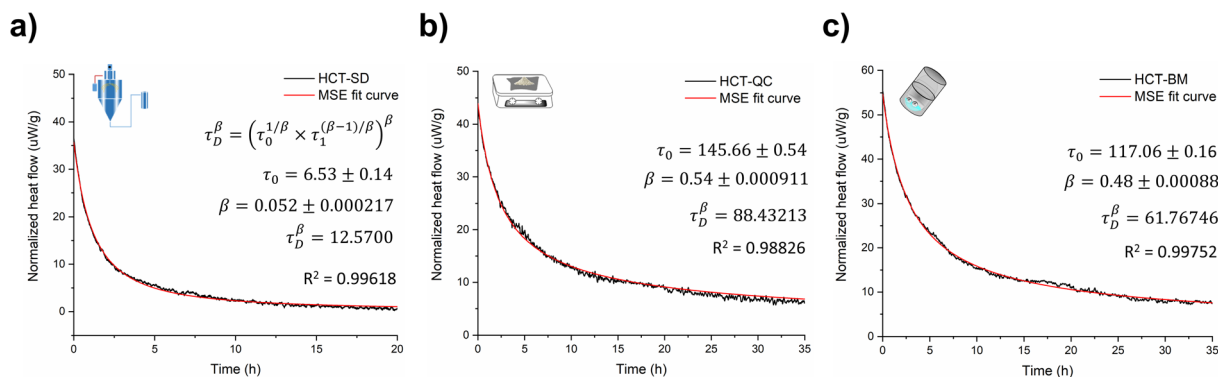 a)
50
40
30
20
10
0
Normalized heat flow (uW/g)
HCT-SD
MSE fit curve
τ_D^β = (τ_0^{1/β} × τ_1^{(β−1)/β})^β
τ_0 = 6.53 ± 0.14
β = 0.052 ± 0.000217
τ_D^β = 12.5700
R² = 0.99618
0 5 10 15 20
Time (h)
b)
50
40
30
20
10
0
Normalized heat flow (uW/g)
HCT-QC
MSE fit curve
τ_0 = 145.66 ± 0.54
β = 0.54 ± 0.000911
τ_D^β = 88.43213
R² = 0.98826
0 5 10 15 20 25 30 35
Time (h)
c)
60
50
40
30
20
10
0
Normalized heat flow (uW/g)
HCT-BM
MSE fit curve
τ_0 = 117.06 ± 0.16
β = 0.48 ± 0.00088
τ_D^β = 61.76746
R² = 0.99752
0 5 10 15 20 25 30 35
Time (h)